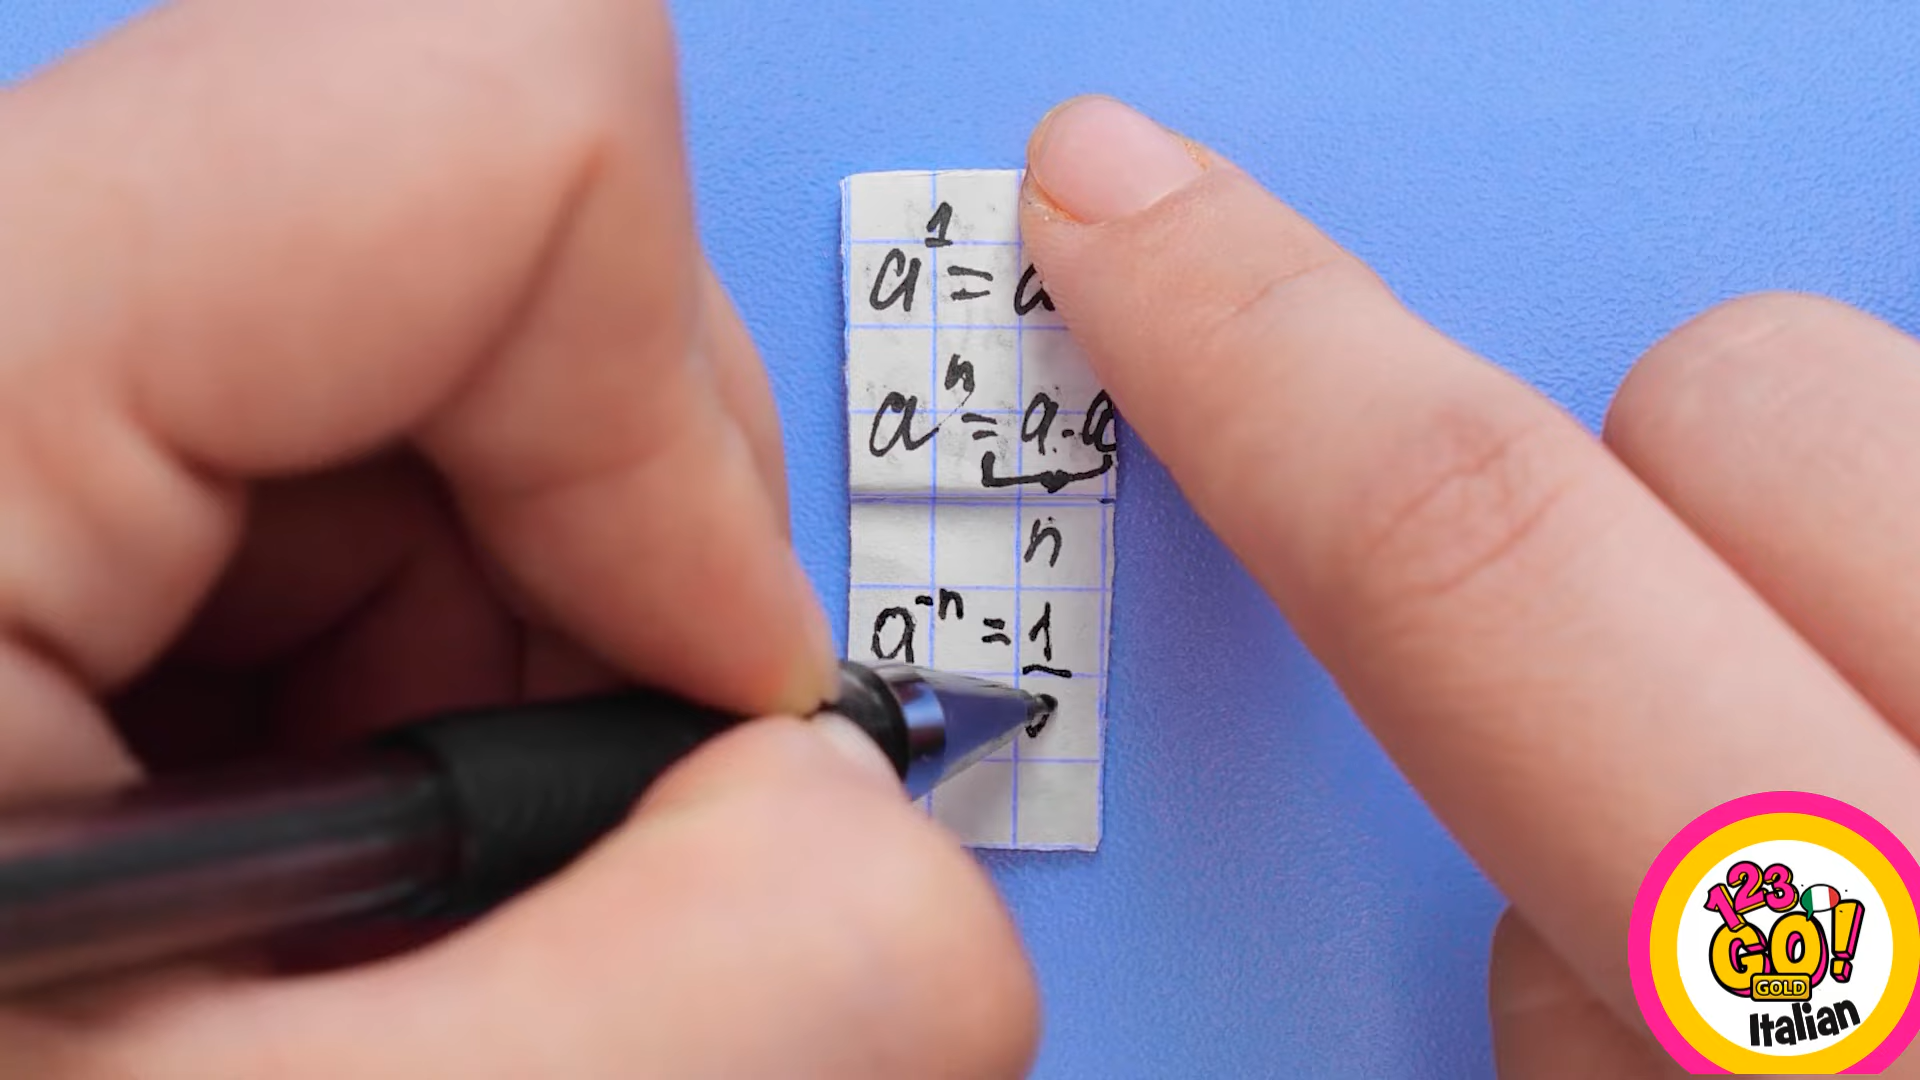 a¹ = a
aⁿ = a · a
n
a⁻ⁿ = 1
123
GO!
GOLD
Italian